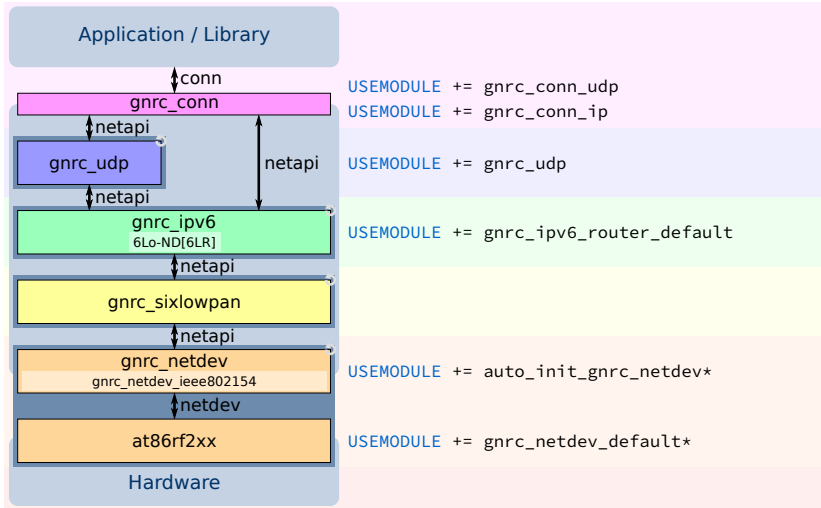 Application / Library
conn
gnrc_conn
USEMODULE += gnrc_conn_udp
USEMODULE += gnrc_conn_ip
netapi
gnrc_udp
netapi
USEMODULE += gnrc_udp
netapi
gnrc_ipv6
6Lo-ND[6LR]
USEMODULE += gnrc_ipv6_router_default
netapi
gnrc_sixlowpan
netapi
gnrc_netdev
gnrc_netdev_ieee802154
USEMODULE += auto_init_gnrc_netdev*
netdev
at86rf2xx
USEMODULE += gnrc_netdev_default*
Hardware